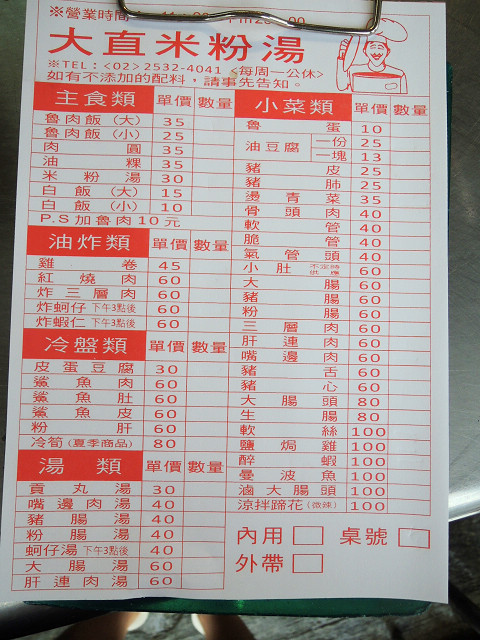 ※營業時間
大直米粉湯
※TEL:<02>2532-4041 <每周一公休>
如有不添加的配料,請事先告知。
主食類 單價 數量
魯肉飯(大) 35
魯肉飯(小) 25
肉圓 35
油粿 35
米粉湯 30
白飯(大) 15
白飯(小) 10
P.S加魯肉10元
油炸類 單價 數量
雞卷 45
紅燒肉 60
炸三層肉 60
炸蚵仔 下午3點後 60
炸蝦仁 下午3點後 60
冷盤類 單價 數量
皮蛋豆腐 30
鯊魚肉 60
鯊魚肚 60
鯊魚皮 60
粉肝 60
冷筍(夏季商品) 80
湯類 單價 數量
貢丸湯 30
嘴邊肉湯 40
豬腸湯 40
粉腸湯 40
蚵仔湯 下午3點後 40
大腸湯 60
肝連肉湯 60
小菜類 單價 數量
魯蛋 10
油豆腐 一份 25
一塊 13
豬皮 25
豬肺 25
燙青菜 35
骨頭肉 40
軟管 40
脆管 40
氣管頭 40
小肚 不定時供應 60
大腸 60
豬腸 60
粉腸 60
三層肉 60
肝連肉 60
嘴邊肉 60
豬舌 60
豬心 60
大腸頭 80
生腸 80
軟絲 100
鹽焗雞 100
醉蝦 100
曼波魚 100
滷大腸頭 100
涼拌蹄花(微辣) 100
內用 桌號
外帶